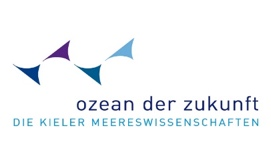 ozean der zukunft
DIE KIELER MEERESWISSENSCHAFTEN